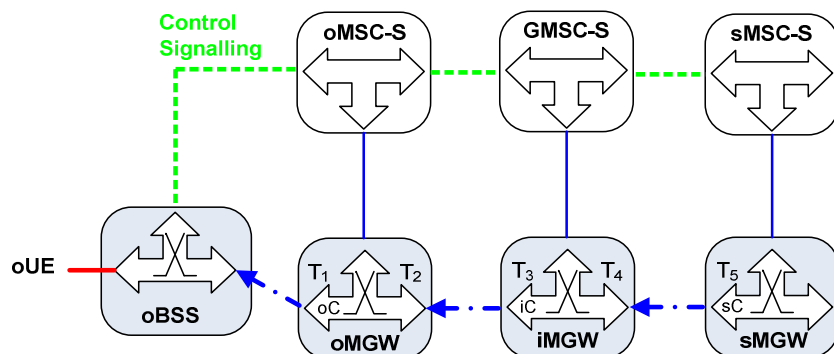 Control
Signalling
oMSC-S
GMSC-S
sMSC-S
oUE
oBSS
T1
T2
oC
oMGW
T3
T4
iC
iMGW
T5
sC
sMGW